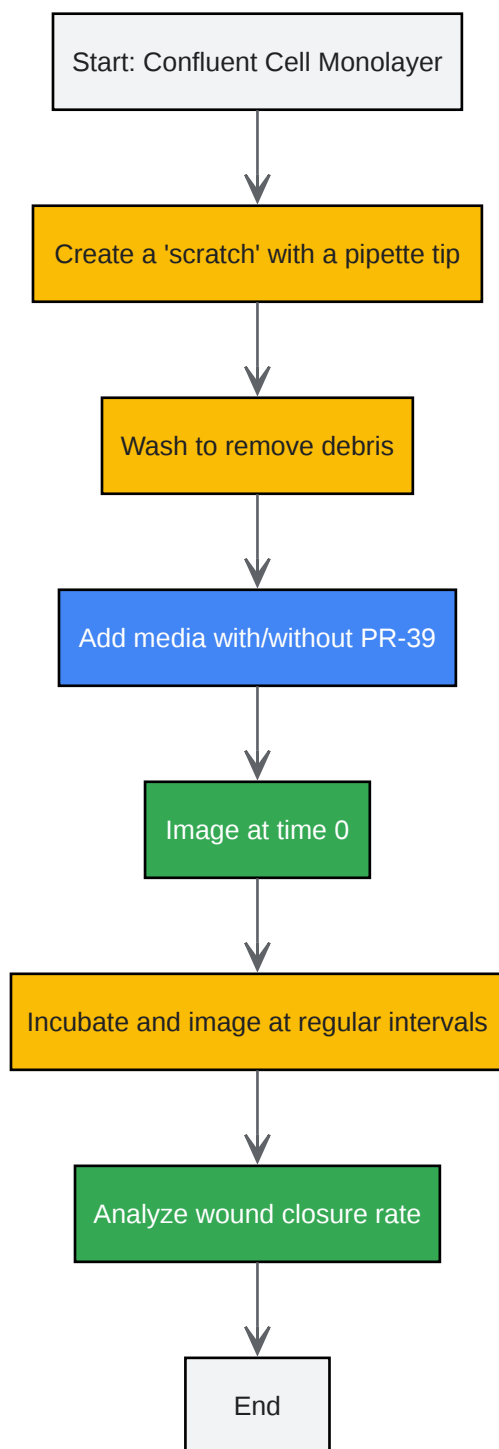 Start: Confluent Cell Monolayer
Create a 'scratch' with a pipette tip
Wash to remove debris
Add media with/without PR-39
Image at time 0
Incubate and image at regular intervals
Analyze wound closure rate
End